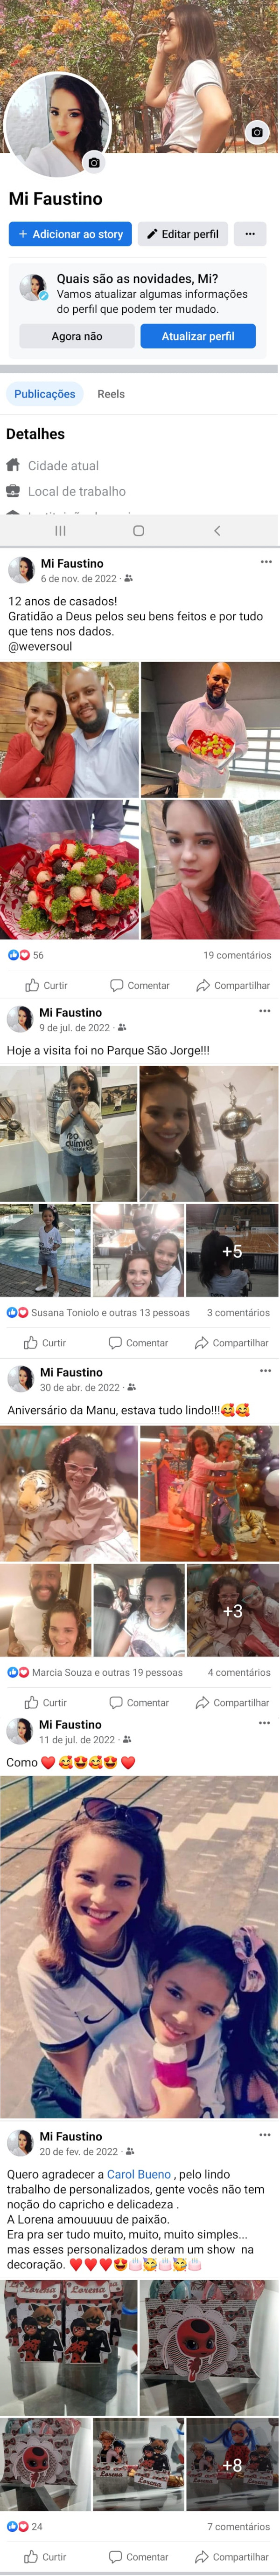 Mi Faustino
+ Adicionar ao story
Editar perfil
Quais são as novidades, Mi?
Vamos atualizar algumas informações
do perfil que podem ter mudado.
Agora não
Atualizar perfil
Publicações
Reels
Detalhes
Cidade atual
Local de trabalho
Mi Faustino
6 de nov. de 2022 ·
12 anos de casados!
Gratidão a Deus pelos seu bens feitos e por tudo
que tens nos dados.
@weversoul
56
19 comentários
Curtir
Comentar
Compartilhar
Mi Faustino
9 de jul. de 2022 ·
Hoje a visita foi no Parque São Jorge!!!
+5
Susana Toniolo e outras 13 pessoas
3 comentários
Curtir
Comentar
Compartilhar
Mi Faustino
30 de abr. de 2022 ·
Aniversário da Manu, estava tudo lindo!!!🥰🥰
+3
Marcia Souza e outras 19 pessoas
4 comentários
Curtir
Comentar
Compartilhar
Mi Faustino
11 de jul. de 2022 ·
Como ❤️ 🥰😍🥰😍 ❤️
Mi Faustino
20 de fev. de 2022 ·
Quero agradecer a Carol Bueno , pelo lindo
trabalho de personalizados, gente vocês não tem
noção do capricho e delicadeza .
A Lorena amouuuuu de paixão.
Era pra ser tudo muito, muito, muito simples...
mas esses personalizados deram um show na
decoração. ❤️❤️❤️😍🎂🥳🎂🥳🎂
Lorena
Lorena
Lorena
Lorena
+8
24
7 comentários
Curtir
Comentar
Compartilhar